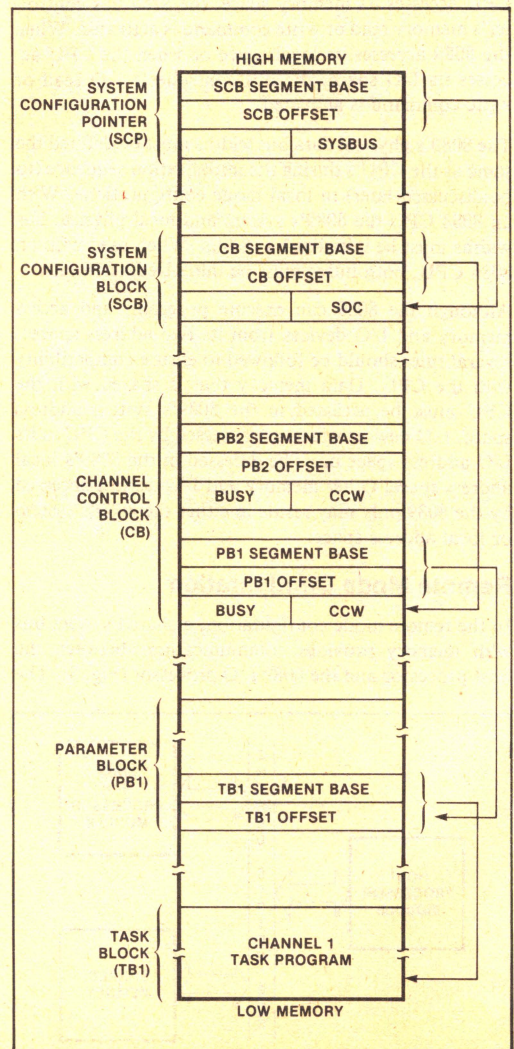 HIGH MEMORY
SYSTEM
CONFIGURATION
POINTER
(SCP)
SCB SEGMENT BASE
SCB OFFSET
SYSBUS
SYSTEM
CONFIGURATION
BLOCK
(SCB)
CB SEGMENT BASE
CB OFFSET
SOC
CHANNEL
CONTROL
BLOCK
(CB)
PB2 SEGMENT BASE
PB2 OFFSET
BUSY CCW
PB1 SEGMENT BASE
PB1 OFFSET
BUSY CCW
PARAMETER
BLOCK
(PB1)
TB1 SEGMENT BASE
TB1 OFFSET
TASK
BLOCK
(TB1)
CHANNEL 1
TASK PROGRAM
LOW MEMORY